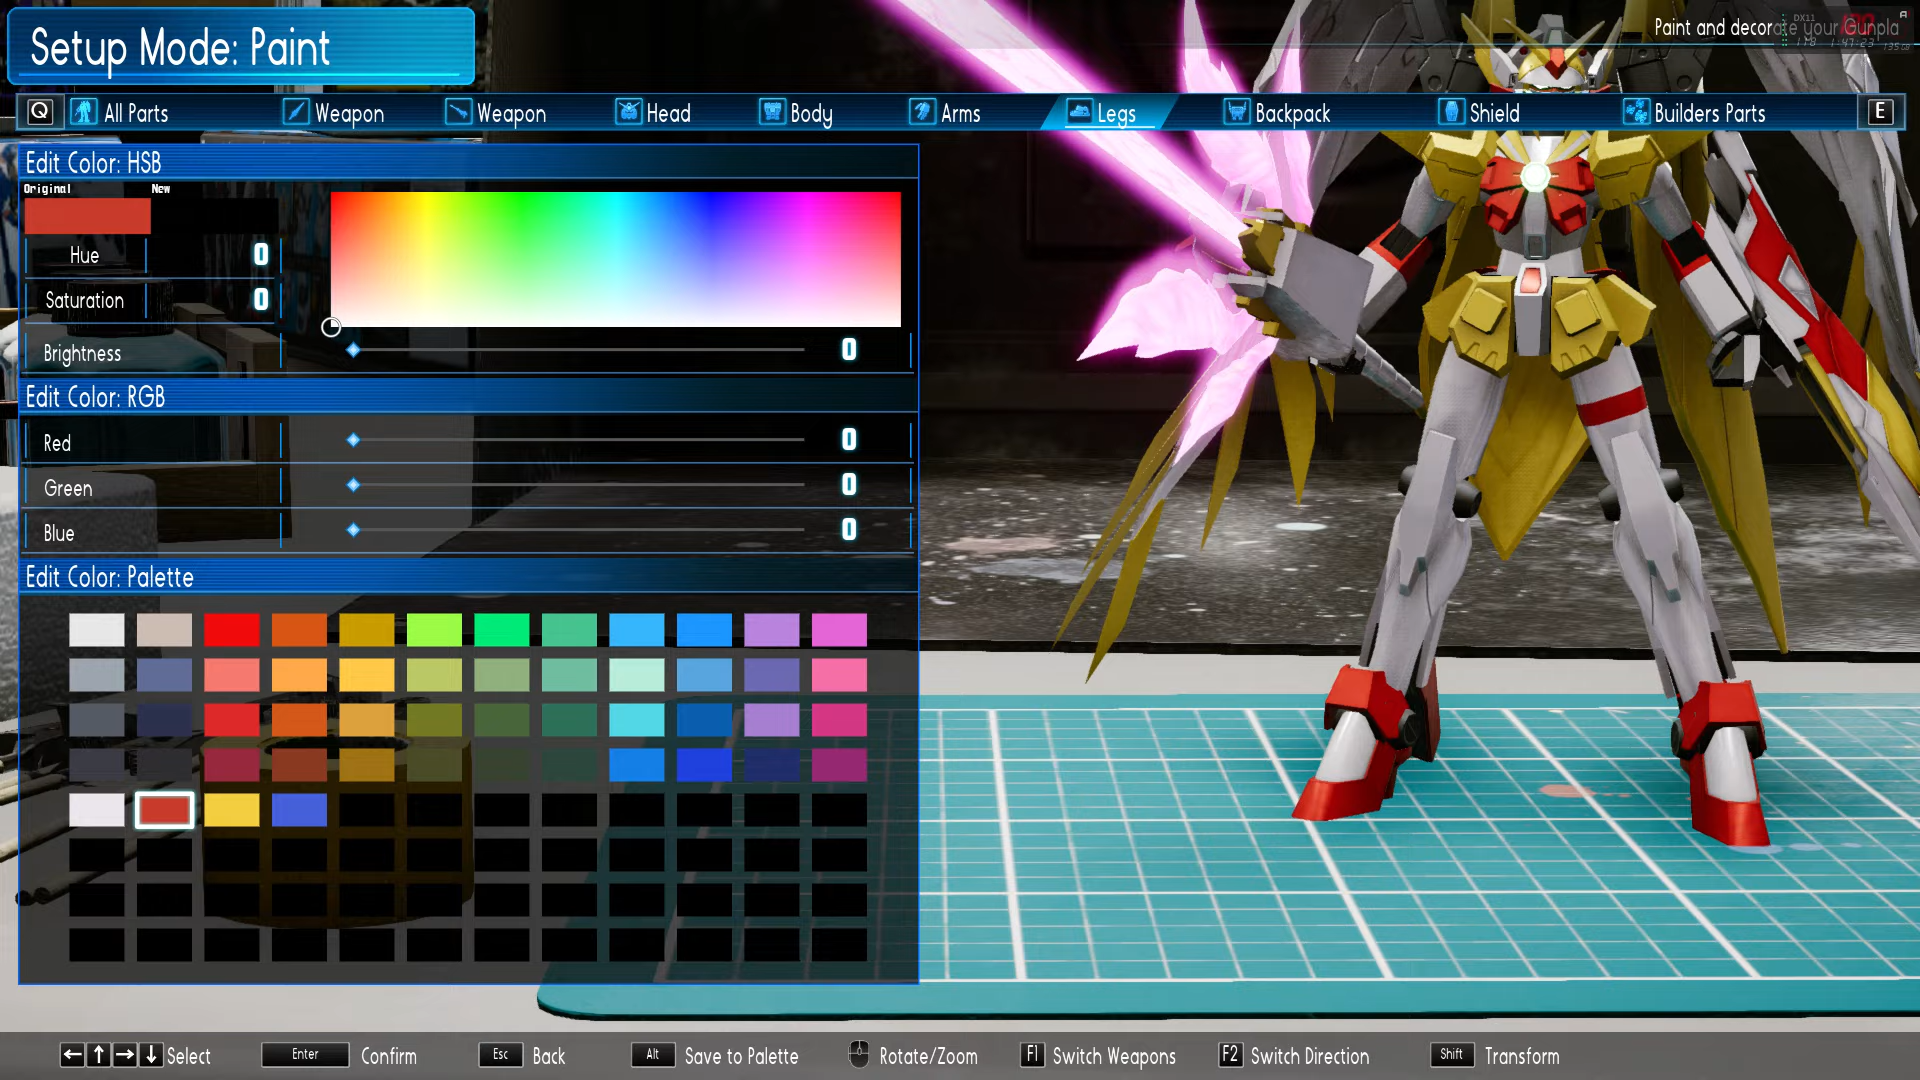 Setup Mode: Paint
Paint and decorate your Gunpla
Q All Parts Weapon Weapon Head Body Arms Legs Backpack Shield Builders Parts E
Edit Color: HSB
Original New
Hue 0
Saturation 0
Brightness 0
Edit Color: RGB
Red 0
Green 0
Blue 0
Edit Color: Palette
←↑→↓ Select Enter Confirm Esc Back Alt Save to Palette Rotate/Zoom F1 Switch Weapons F2 Switch Direction Shift Transform